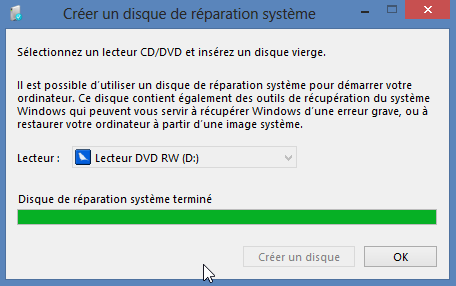 Créer un disque de réparation système
Sélectionnez un lecteur CD/DVD et insérez un disque vierge.
Il est possible d'utiliser un disque de réparation système pour démarrer votre
ordinateur. Ce disque contient également des outils de récupération du système
Windows qui peuvent vous servir à récupérer Windows d'une erreur grave, ou à
restaurer votre ordinateur à partir d'une image système.
Lecteur : Lecteur DVD RW (D:)
Disque de réparation système terminé
Créer un disque OK